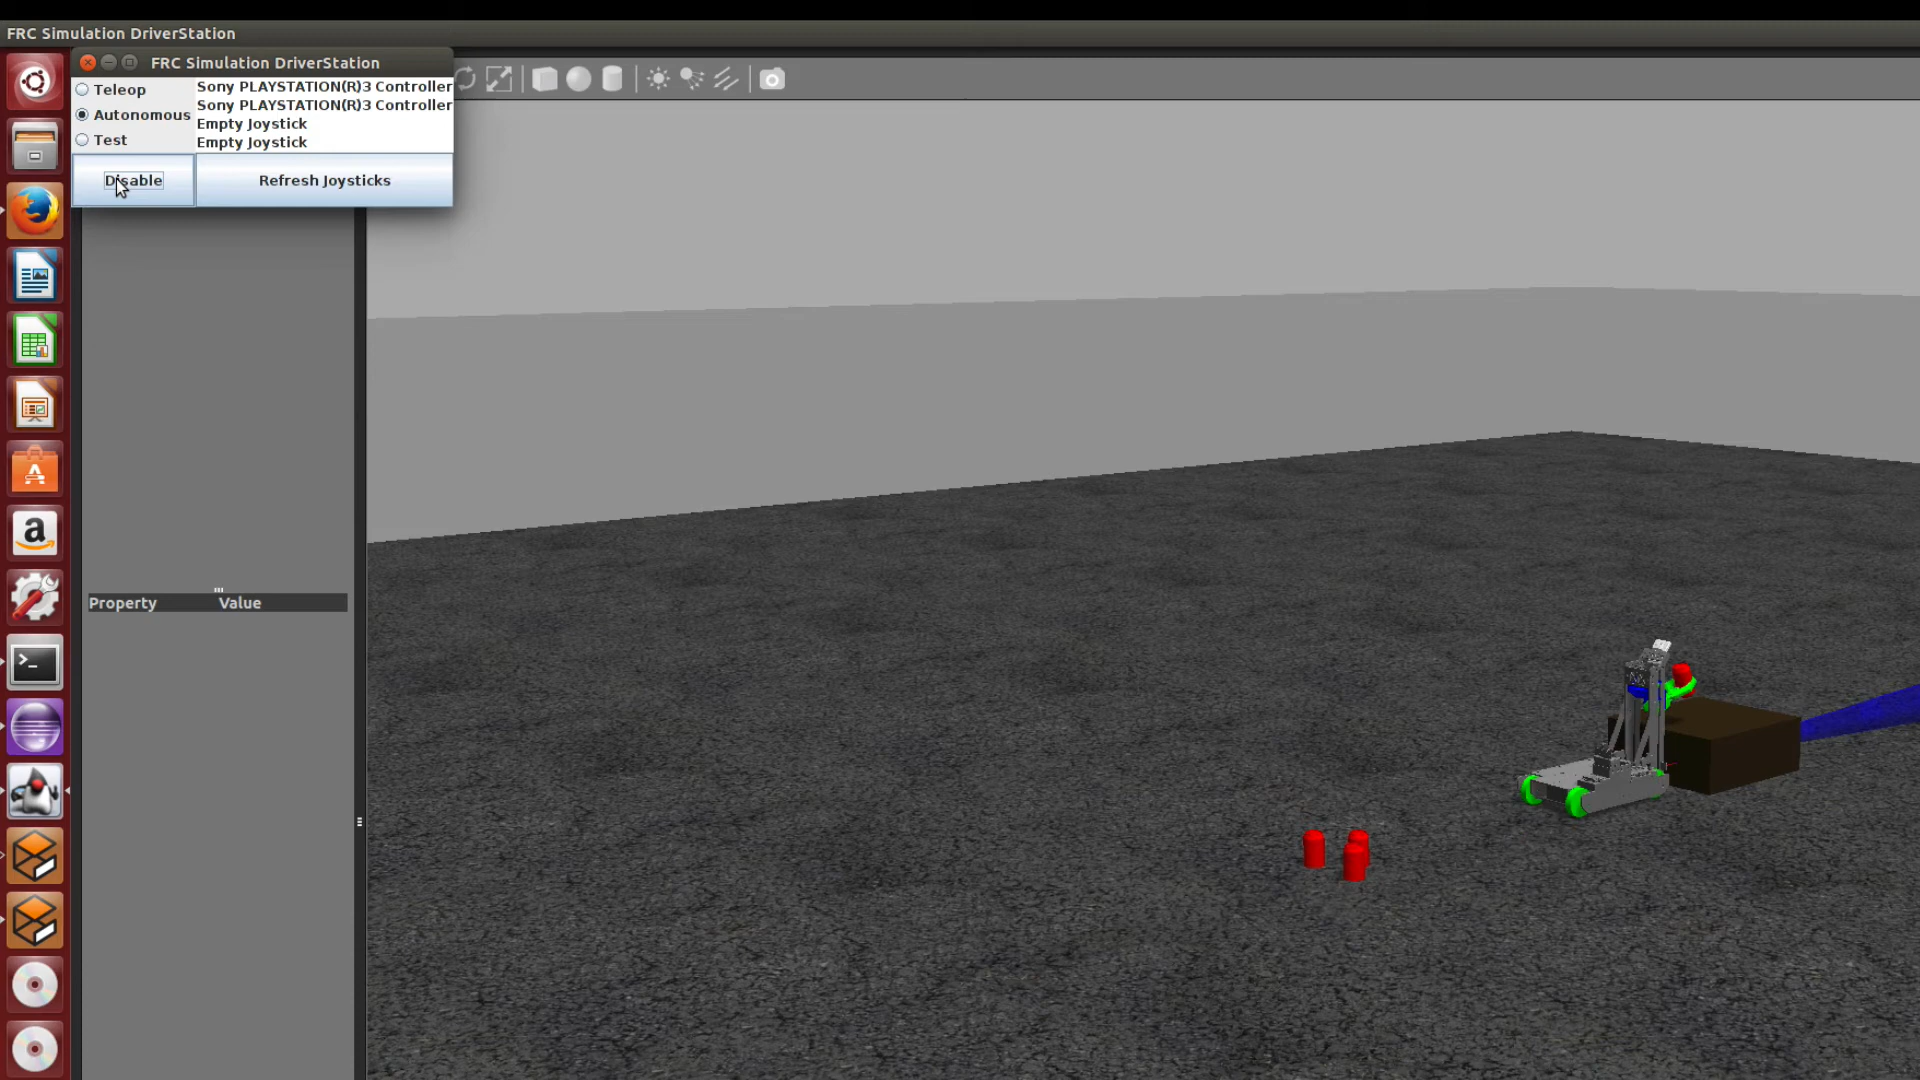 FRC Simulation DriverStation
FRC Simulation DriverStation
Teleop
Autonomous
Test
Sony PLAYSTATION(R)3 Controller
Sony PLAYSTATION(R)3 Controller
Empty Joystick
Empty Joystick
Disable
Refresh Joysticks
Property Value